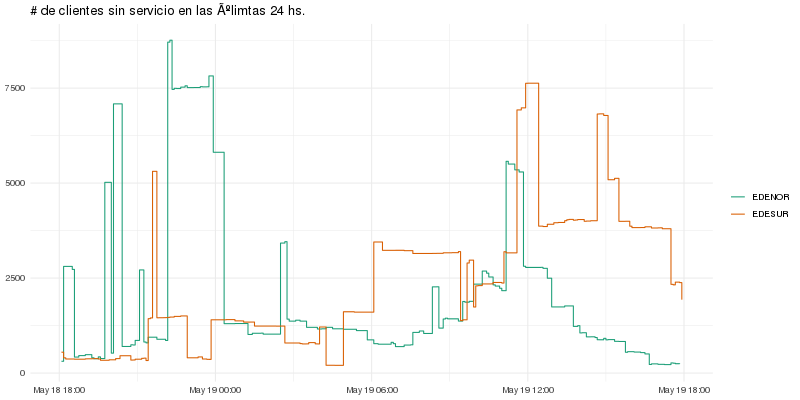 # de clientes sin servicio en las Ãºlimtas 24 hs.
7500
5000
2500
0
May 18 18:00
May 19 00:00
May 19 06:00
May 19 12:00
May 19 18:00
EDENOR
EDESUR